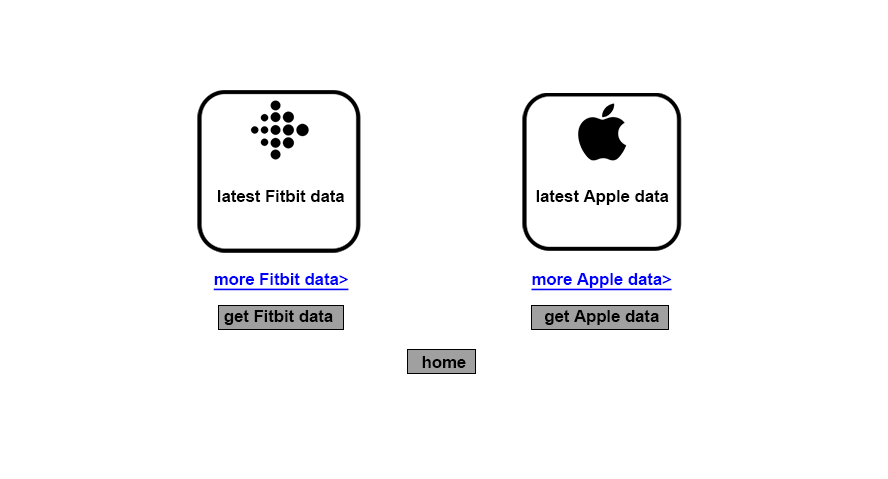 latest Fitbit data
latest Apple data
more Fitbit data>
more Apple data>
get Fitbit data
get Apple data
home